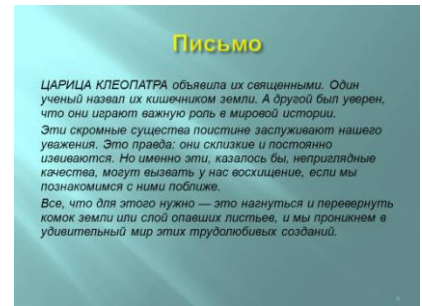 Письмо
ЦАРИЦА КЛЕОПАТРА объявила их священными. Один
ученый назвал их кишечником земли. А другой был уверен,
что они играют важную роль в мировой истории.
Эти скромные существа поистине заслуживают нашего
уважения. Это правда: они склизкие и постоянно
извиваются. Но именно эти, казалось бы, неприглядные
качества, могут вызвать у нас восхищение, если мы
познакомимся с ними поближе.
Все, что для этого нужно — это нагнуться и перевернуть
комок земли или слой опавших листьев, и мы проникнем в
удивительный мир этих трудолюбивых созданий.